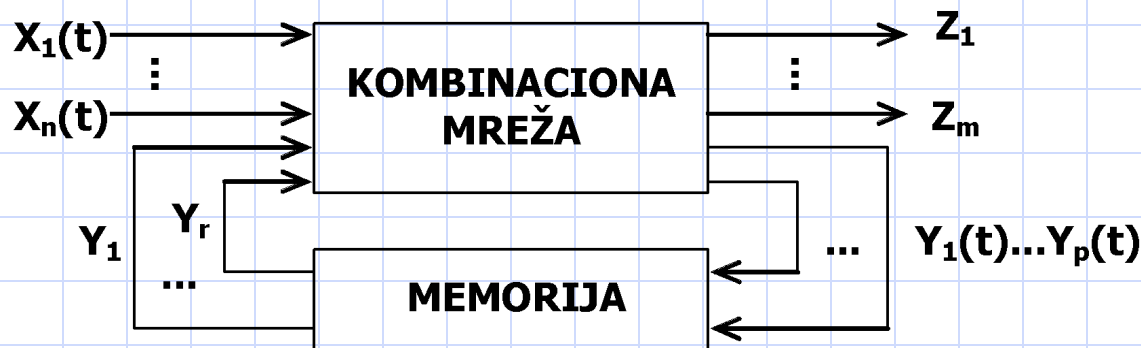 X₁(t)
⋮
Xₙ(t)
KOMBINACIONA
MREŽA
Z₁
⋮
Zₘ
Y₁
Yᵣ
...
MEMORIJA
...
Y₁(t)...Yₚ(t)